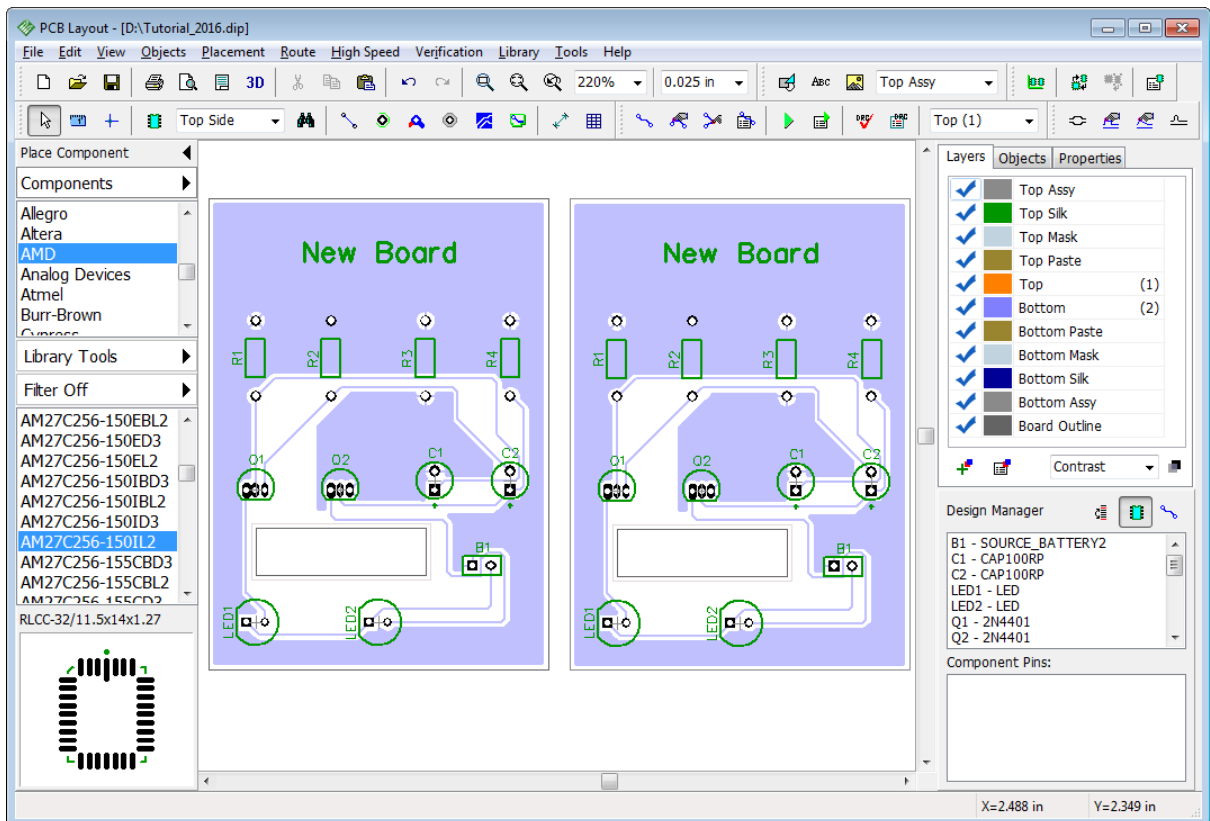 PCB Layout - [D:\Tutorial_2016.dip]
File Edit View Objects Placement Route High Speed Verification Library Tools Help
3D 220% 0.025 in ABC Top Assy
Top Side DRC DRC Top (1)
Place Component
Components
Allegro
Altera
AMD
Analog Devices
Atmel
Burr-Brown
Cypress
Library Tools
Filter Off
AM27C256-150EBL2
AM27C256-150ED3
AM27C256-150EL2
AM27C256-150IBD3
AM27C256-150IBL2
AM27C256-150ID3
AM27C256-150IL2
AM27C256-155CBD3
AM27C256-155CBL2
AM27C256-155CD3
RLCC-32/11.5x14x1.27
New Board
R1 R2 R3 R4
Q1 Q2 C1 C2
B1
LED1 LED2
New Board
R1 R2 R3 R4
Q1 Q2 C1 C2
B1
LED1 LED2
Layers Objects Properties
Top Assy
Top Silk
Top Mask
Top Paste
Top (1)
Bottom (2)
Bottom Paste
Bottom Mask
Bottom Silk
Bottom Assy
Board Outline
Contrast
Design Manager
B1 - SOURCE_BATTERY2
C1 - CAP100RP
C2 - CAP100RP
LED1 - LED
LED2 - LED
Q1 - 2N4401
Q2 - 2N4401
Component Pins:
X=2.488 in Y=2.349 in